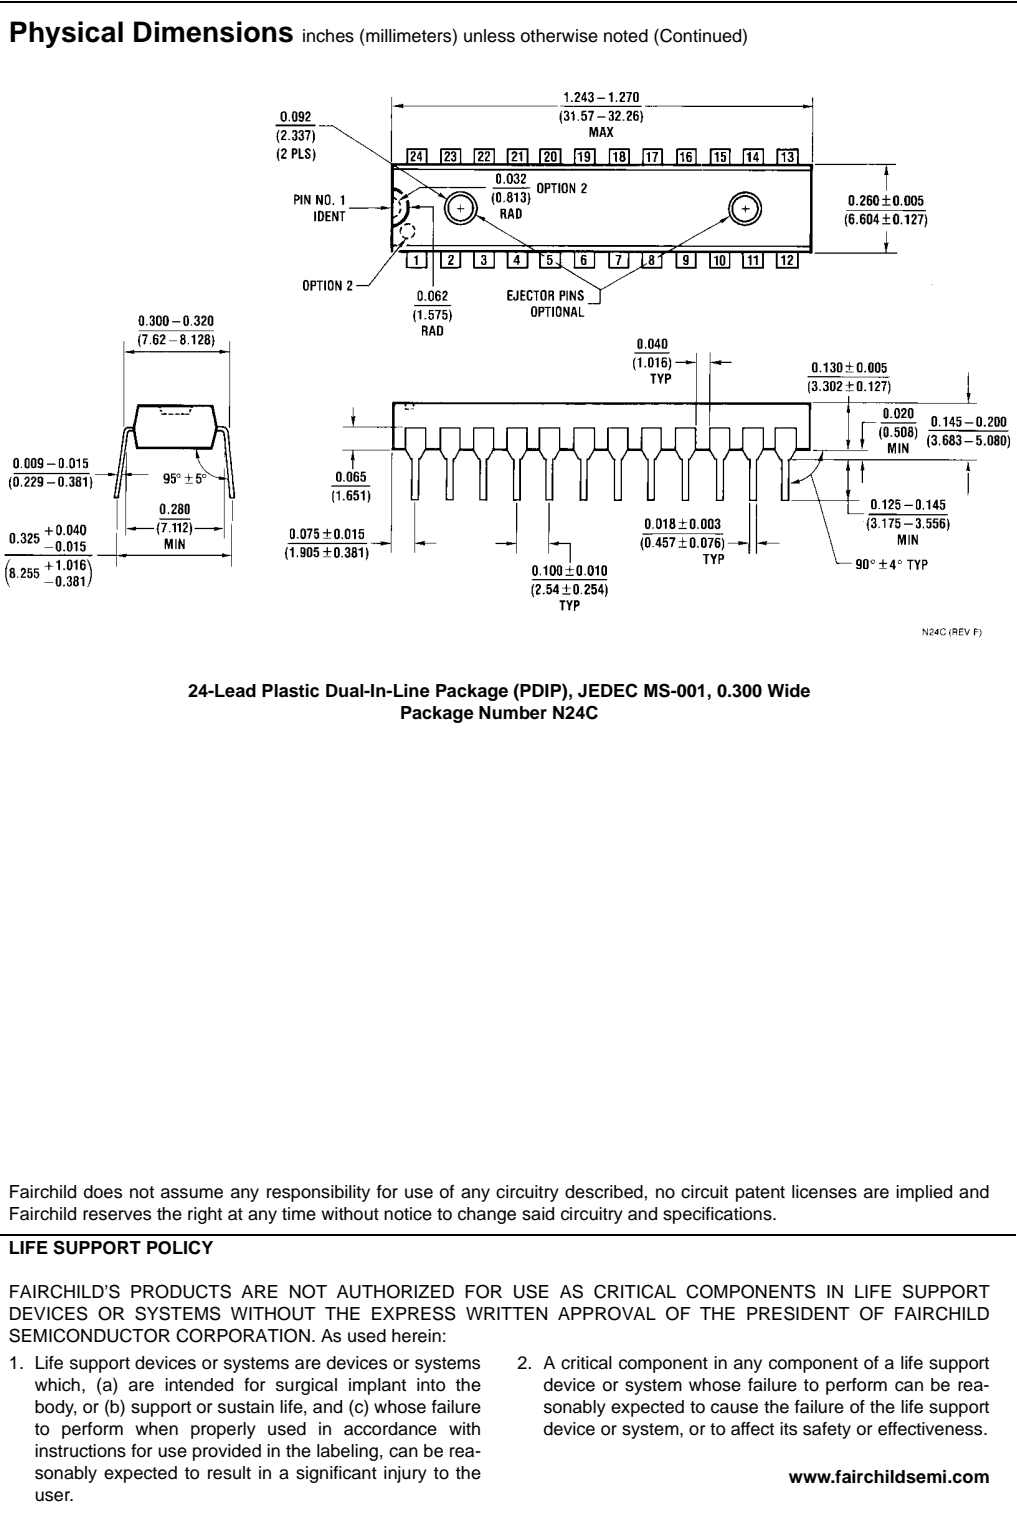 Physical Dimensions inches (millimeters) unless otherwise noted (Continued)
1.243 – 1.270
(31.57 – 32.26)
MAX
0.092
(2.337)
(2 PLS)
24 23 22 21 20 19 18 17 16 15 14 13
0.032
(0.813)
RAD
OPTION 2
PIN NO. 1
IDENT
0.260 ± 0.005
(6.604 ± 0.127)
1 2 3 4 5 6 7 8 9 10 11 12
OPTION 2
0.062
(1.575)
RAD
EJECTOR PINS
OPTIONAL
0.300 – 0.320
(7.62 – 8.128)
0.040
(1.016)
TYP
0.130 ± 0.005
(3.302 ± 0.127)
0.020
(0.508)
MIN
0.145 – 0.200
(3.683 – 5.080)
0.009 – 0.015
(0.229 – 0.381)
95° ± 5°
0.065
(1.651)
0.280
(7.112)
MIN
0.125 – 0.145
(3.175 – 3.556)
MIN
0.325 +0.040
–0.015
(8.255 +1.016
–0.381)
0.075 ± 0.015
(1.905 ± 0.381)
0.018 ± 0.003
(0.457 ± 0.076)
TYP
90° ± 4° TYP
0.100 ± 0.010
(2.54 ± 0.254)
TYP
N24C (REV F)
24-Lead Plastic Dual-In-Line Package (PDIP), JEDEC MS-001, 0.300 Wide
Package Number N24C
Fairchild does not assume any responsibility for use of any circuitry described, no circuit patent licenses are implied and
Fairchild reserves the right at any time without notice to change said circuitry and specifications.
LIFE SUPPORT POLICY
FAIRCHILD'S PRODUCTS ARE NOT AUTHORIZED FOR USE AS CRITICAL COMPONENTS IN LIFE SUPPORT
DEVICES OR SYSTEMS WITHOUT THE EXPRESS WRITTEN APPROVAL OF THE PRESIDENT OF FAIRCHILD
SEMICONDUCTOR CORPORATION. As used herein:
1. Life support devices or systems are devices or systems
which, (a) are intended for surgical implant into the
body, or (b) support or sustain life, and (c) whose failure
to perform when properly used in accordance with
instructions for use provided in the labeling, can be rea-
sonably expected to result in a significant injury to the
user.
2. A critical component in any component of a life support
device or system whose failure to perform can be rea-
sonably expected to cause the failure of the life support
device or system, or to affect its safety or effectiveness.
www.fairchildsemi.com